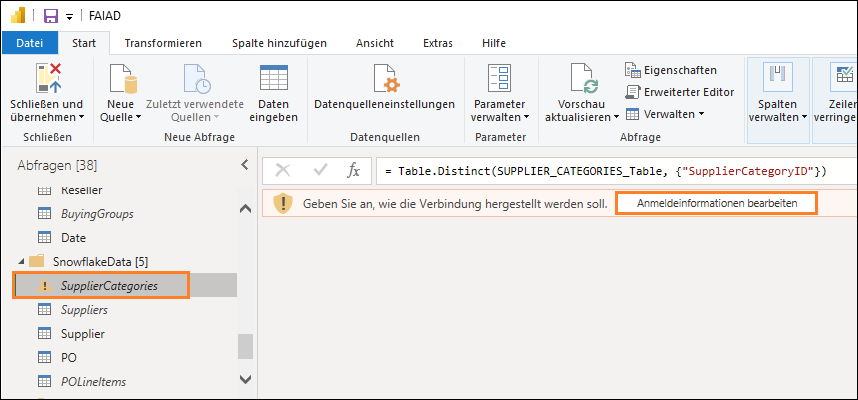 FAIAD
Datei Start Transformieren Spalte hinzufügen Ansicht Extras Hilfe
Schließen und übernehmen
Neue Quelle
Zuletzt verwendete Quellen
Daten eingeben
Datenquelleneinstellungen
Parameter verwalten
Vorschau aktualisieren
Eigenschaften
Erweiterter Editor
Verwalten
Spalten verwalten
Zeilen verringe
Schließen Neue Abfrage Datenquellen Parameter Abfrage
Abfragen [38]
= Table.Distinct(SUPPLIER_CATEGORIES_Table, {"SupplierCategoryID"})
Geben Sie an, wie die Verbindung hergestellt werden soll. Anmeldeinformationen bearbeiten
Reseller
BuyingGroups
Date
SnowflakeData [5]
SupplierCategories
Suppliers
Supplier
PO
POLineItems